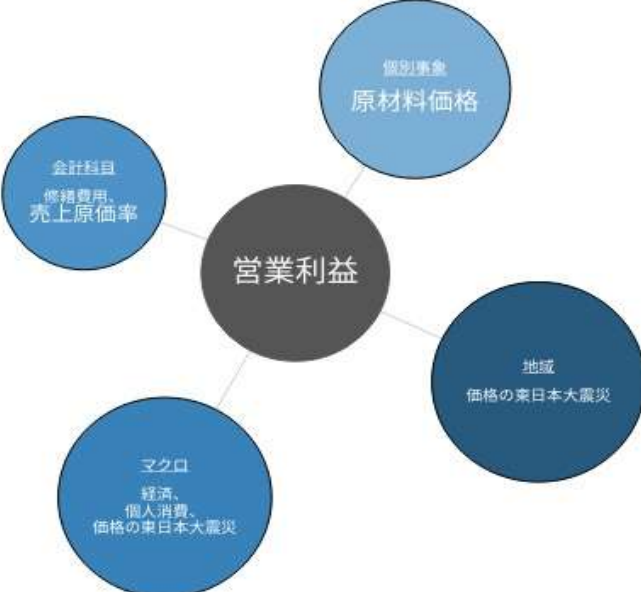 個別事象
原材料価格
会計科目
修繕費用、
売上原価率
営業利益
地域
価格の東日本大震災
マクロ
経済、
個人消費、
価格の東日本大震災